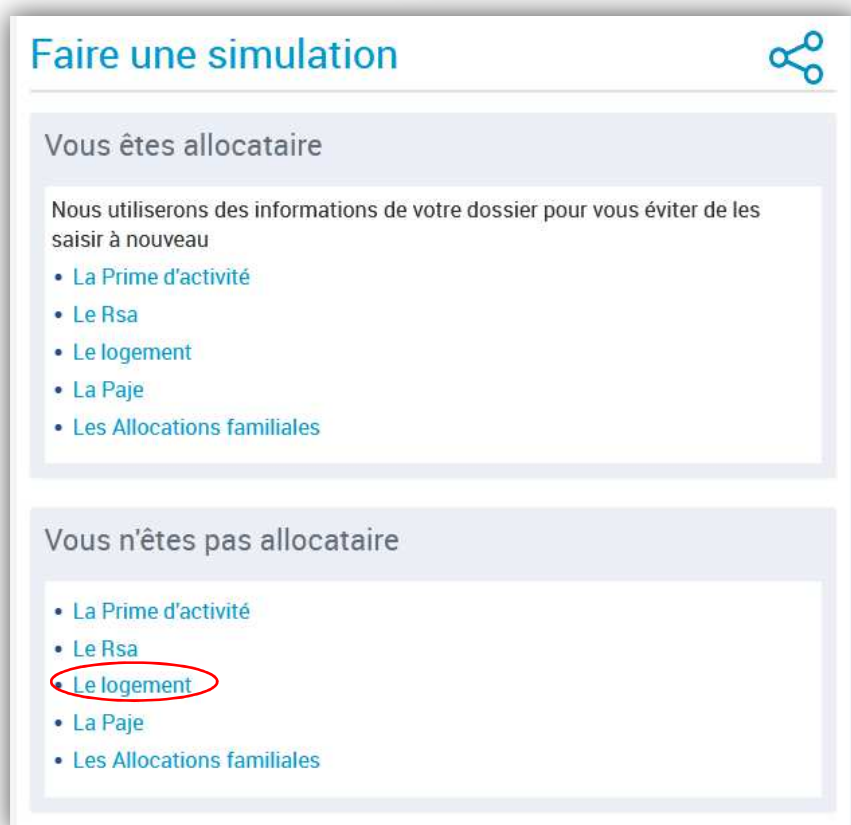 Faire une simulation
Vous êtes allocataire
Nous utiliserons des informations de votre dossier pour vous éviter de les
saisir à nouveau
• La Prime d'activité
• Le Rsa
• Le logement
• La Paje
• Les Allocations familiales
Vous n'êtes pas allocataire
• La Prime d'activité
• Le Rsa
• Le logement
• La Paje
• Les Allocations familiales